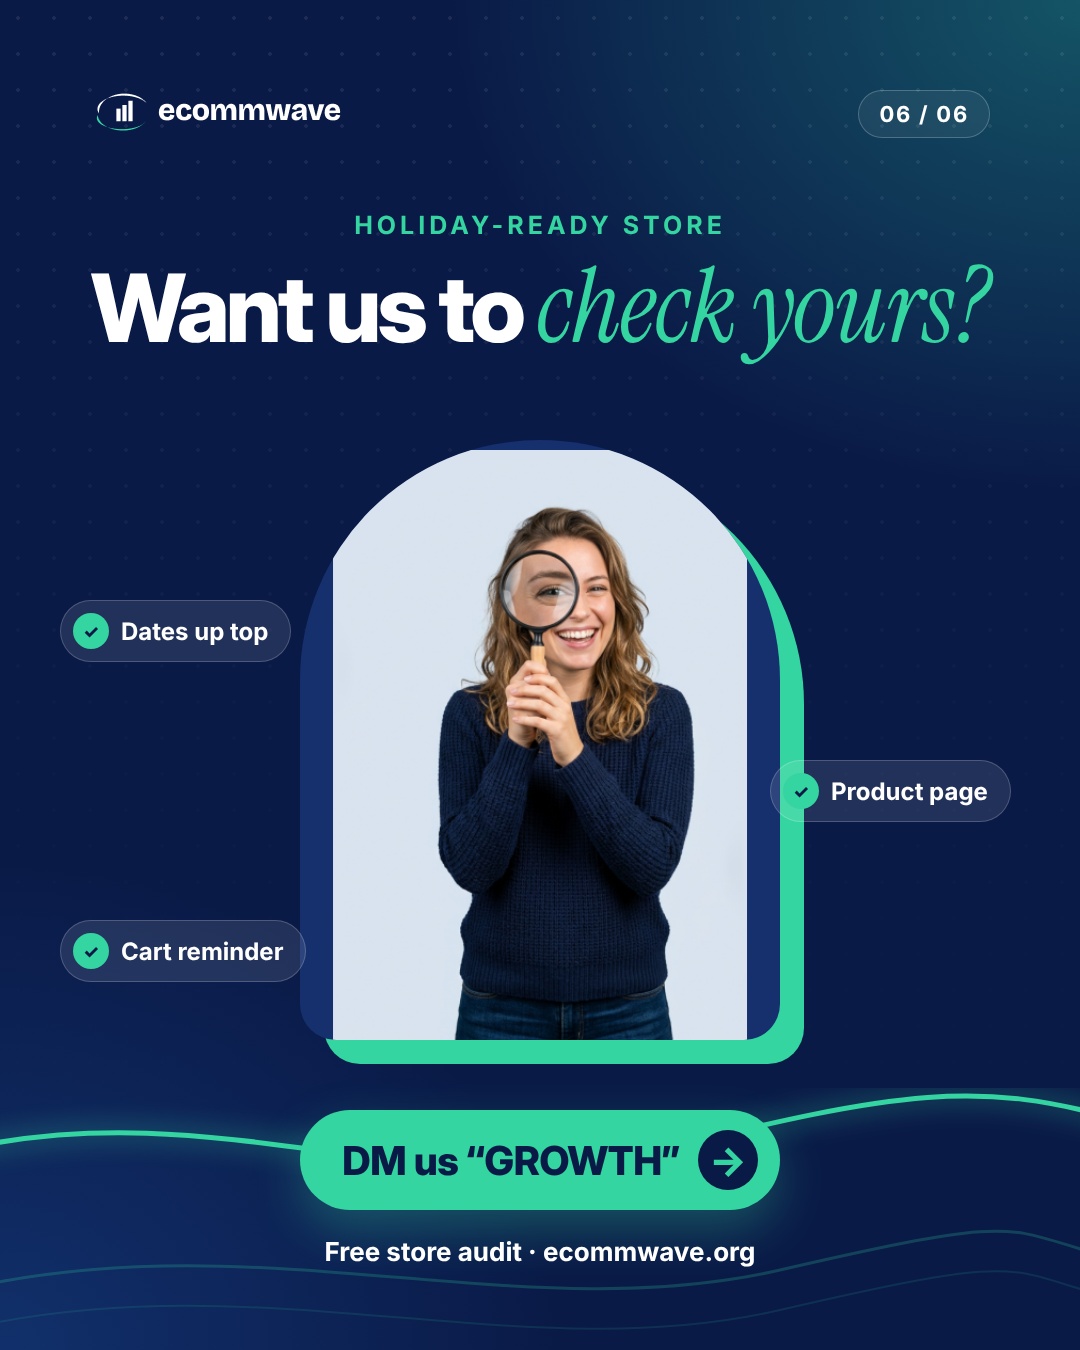 ecommwave
06 / 06
HOLIDAY-READY STORE
Want us to check yours?
Dates up top
Product page
Cart reminder
DM us “GROWTH”
Free store audit · ecommwave.org